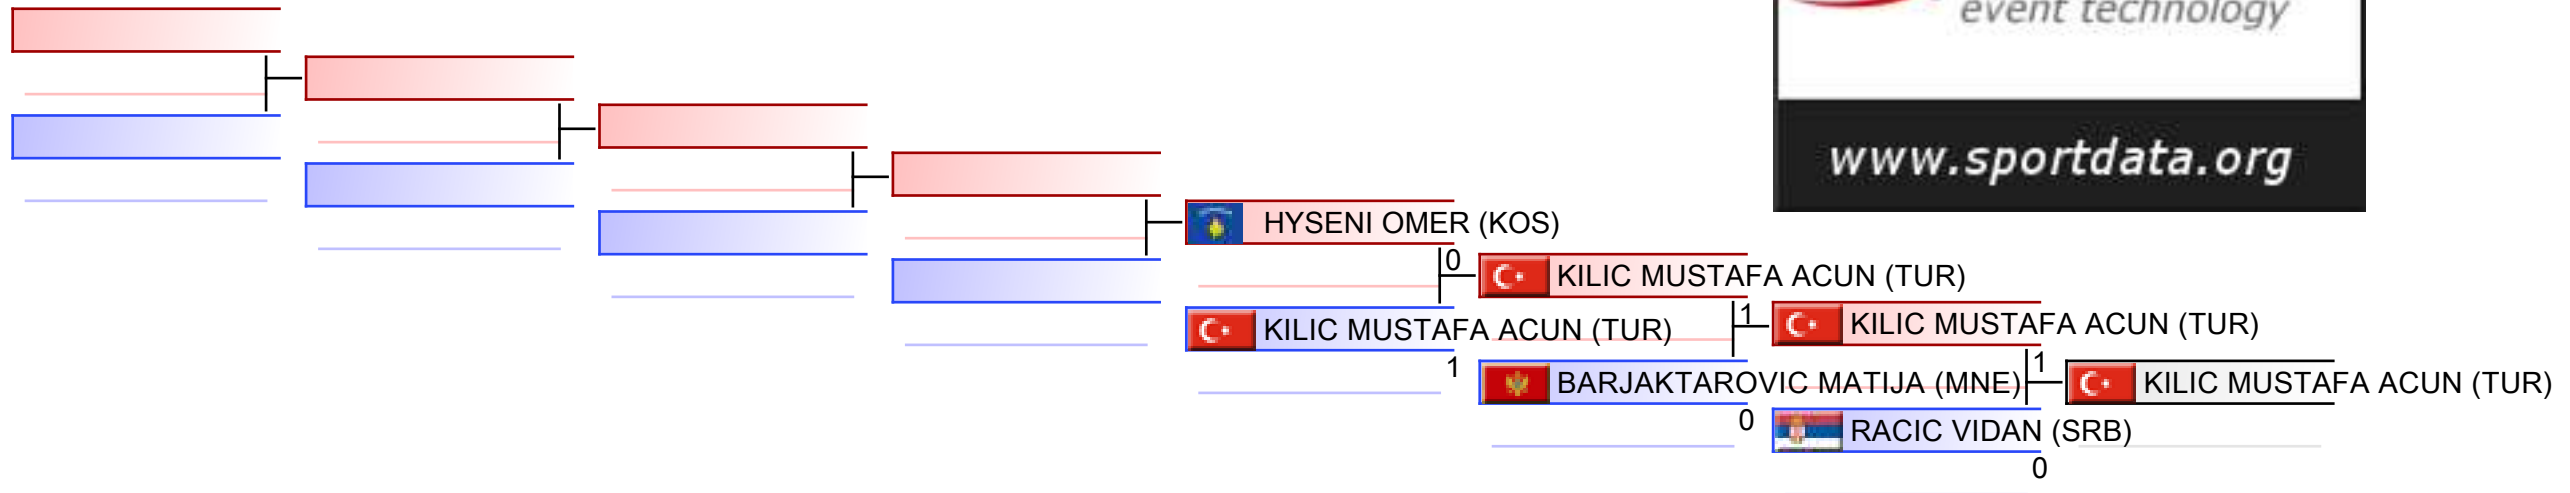 event technology
www.sportdata.org
HYSENI OMER (KOS)
0
KILIC MUSTAFA ACUN (TUR)
KILIC MUSTAFA ACUN (TUR)
1
1
KILIC MUSTAFA ACUN (TUR)
BARJAKTAROVIC MATIJA (MNE)
0
1
KILIC MUSTAFA ACUN (TUR)
RACIC VIDAN (SRB)
0